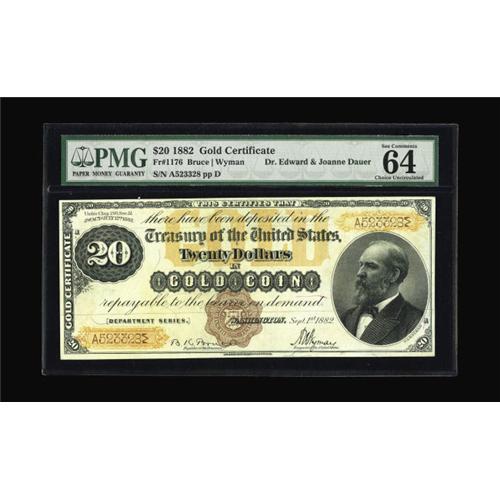 PMG
PAPER MONEY GUARANTY
$20 1882 Gold Certificate
Fr#1176 Bruce | Wyman
Dr. Edward & Joanne Dauer
S/N A523328 pp D
See Comments
64
Choice Uncirculated
THIS CERTIFIES THAT
there have been deposited in the
A523328
Treasury of the United States,
20
Twenty Dollars
IN
GOLD COIN
repayable to the bearer on demand
GOLD CERTIFICATE
DEPARTMENT SERIES.
WASHINGTON, Sept. 1st 1882
A523328
20
20
20
20